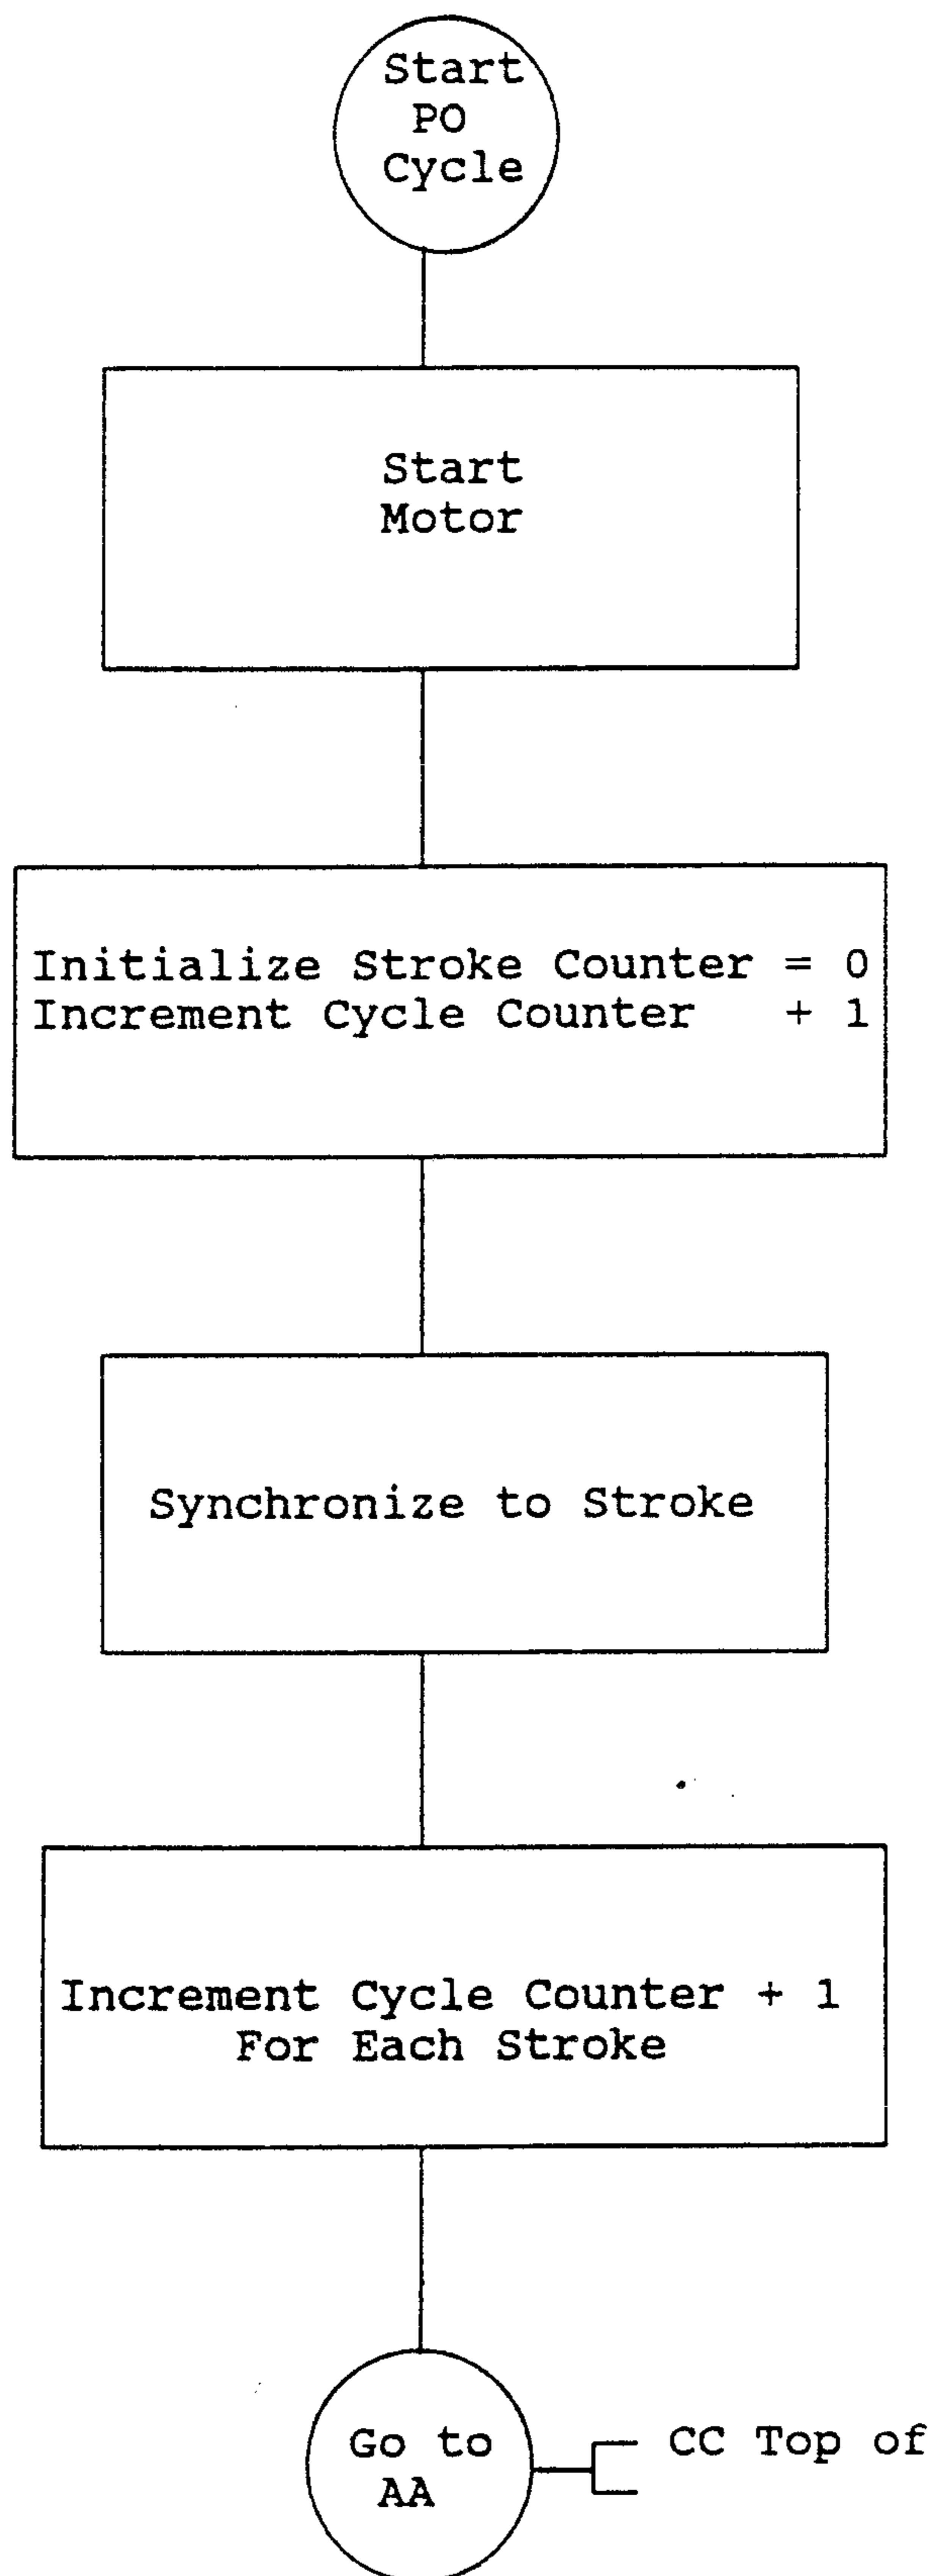 Start
PO
Cycle
Start
Motor
Initialize Stroke Counter = 0
Increment Cycle Counter + 1
Synchronize to Stroke
Increment Cycle Counter + 1
For Each Stroke
Go to
AA
CC Top of